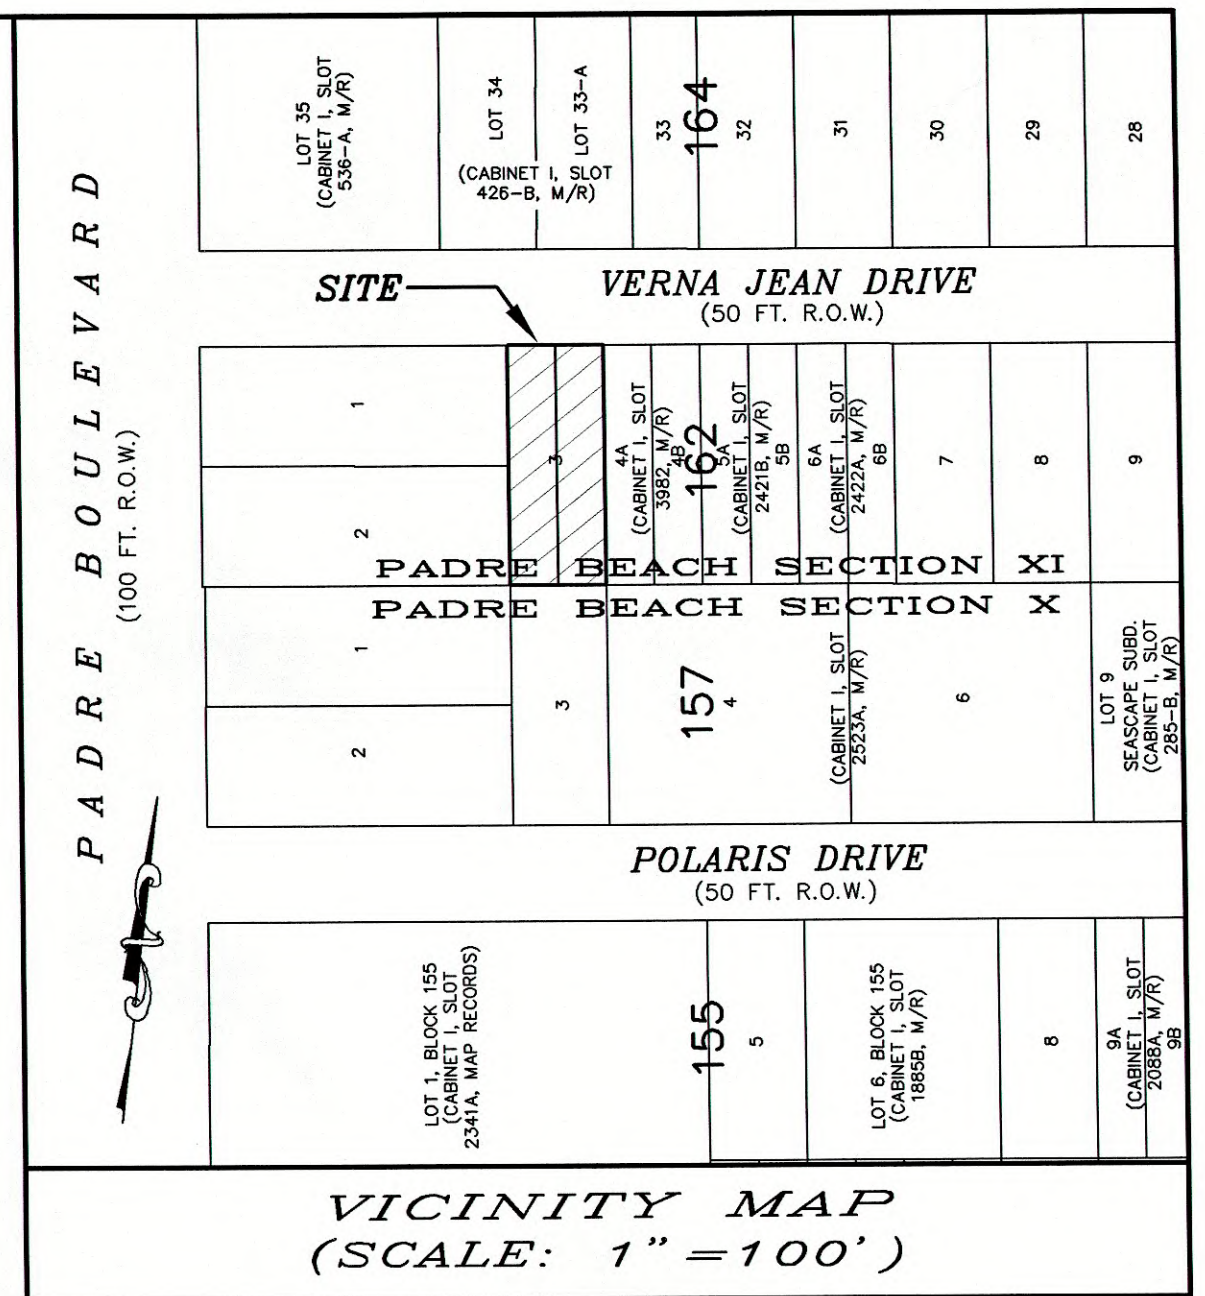 PADRE BOULEVARD
(100 FT. R.O.W.)
LOT 35
(CABINET I, SLOT
536-A, M/R)
LOT 34
LOT 33-A
(CABINET I, SLOT
426-B, M/R)
33
164
32
31
30
29
28
SITE
VERNA JEAN DRIVE
(50 FT. R.O.W.)
1
2
3
4A
(CABINET I, SLOT
3982, M/R)
4B
162
5A
(CABINET I, SLOT
2421B, M/R)
5B
6A
(CABINET I, SLOT
2422A, M/R)
6B
7
8
9
PADRE BEACH SECTION XI
PADRE BEACH SECTION X
1
2
3
157
4
(CABINET I, SLOT
2523A, M/R)
6
LOT 9
SEASCAPE SUBD.
(CABINET I, SLOT
285-B, M/R)
POLARIS DRIVE
(50 FT. R.O.W.)
LOT 1, BLOCK 155
(CABINET I, SLOT
2341A, MAP RECORDS)
155
5
LOT 6, BLOCK 155
(CABINET I, SLOT
1885B, M/R)
8
9A
(CABINET I, SLOT
2088A, M/R)
9B
VICINITY MAP
(SCALE: 1"=100')